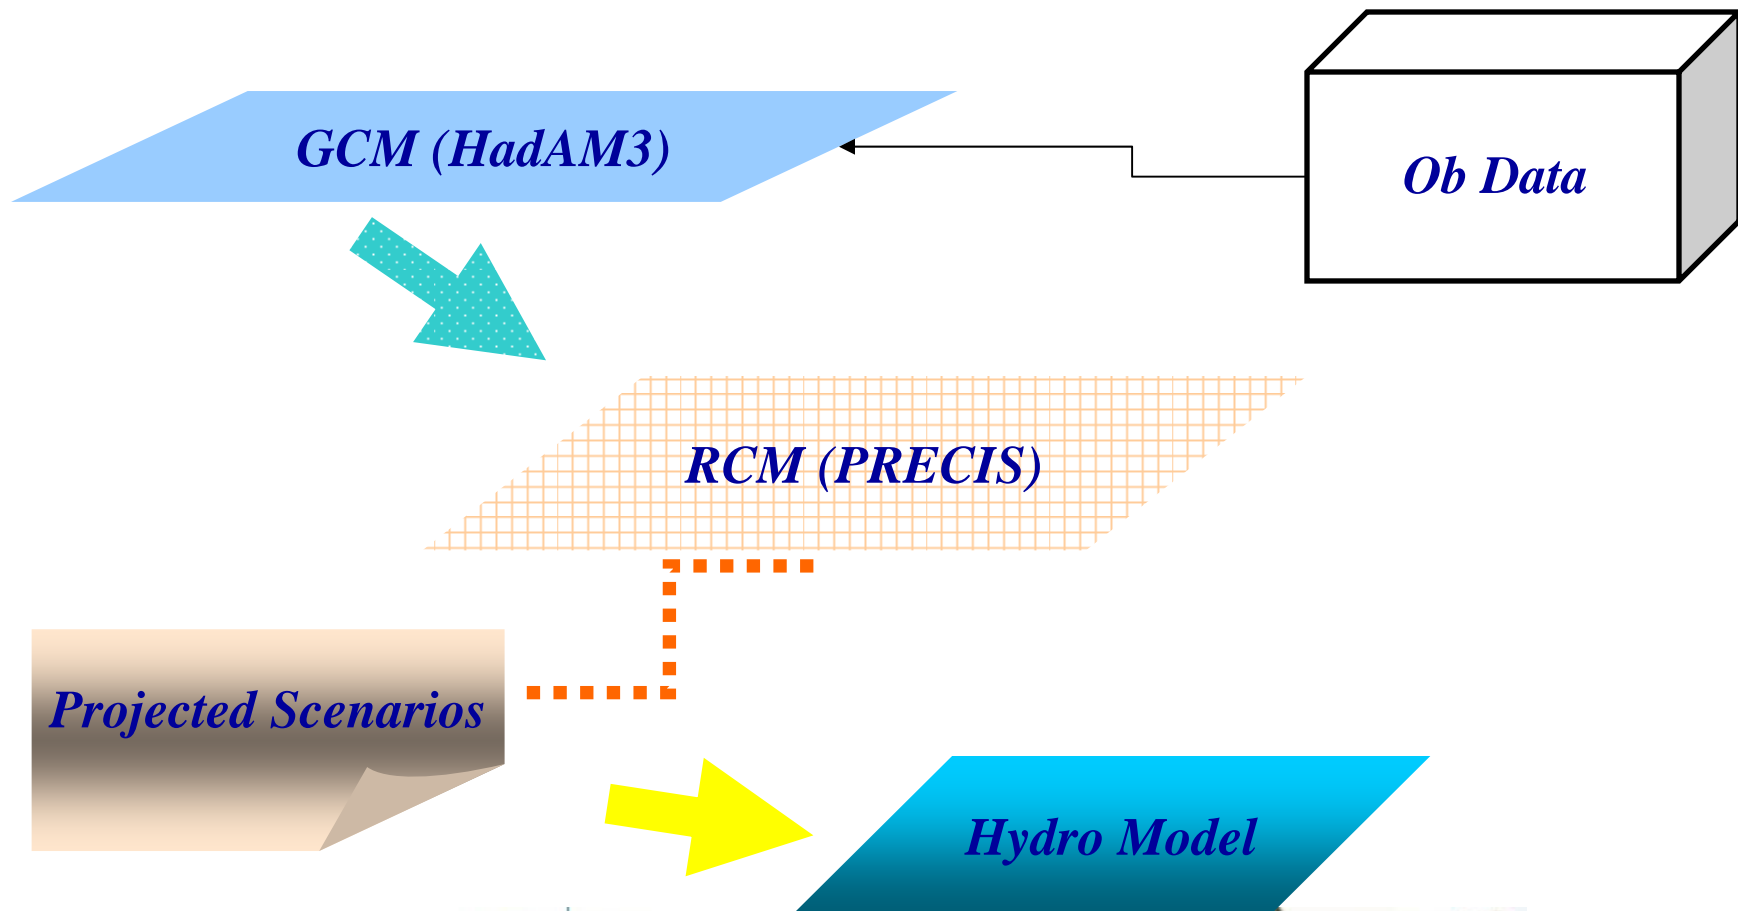 GCM (HadAM3)
Ob Data
RCM (PRECIS)
Projected Scenarios
Hydro Model